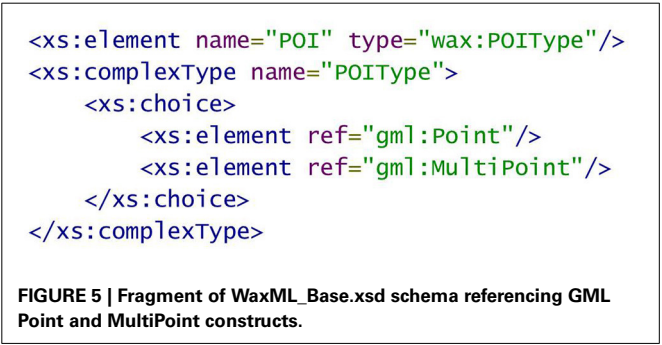 <xs:element name="POI" type="wax:POIType"/>
<xs:complexType name="POIType">
    <xs:choice>
        <xs:element ref="gml:Point"/>
        <xs:element ref="gml:MultiPoint"/>
    </xs:choice>
</xs:complexType>
FIGURE 5 | Fragment of WaxML_Base.xsd schema referencing GML
Point and MultiPoint constructs.